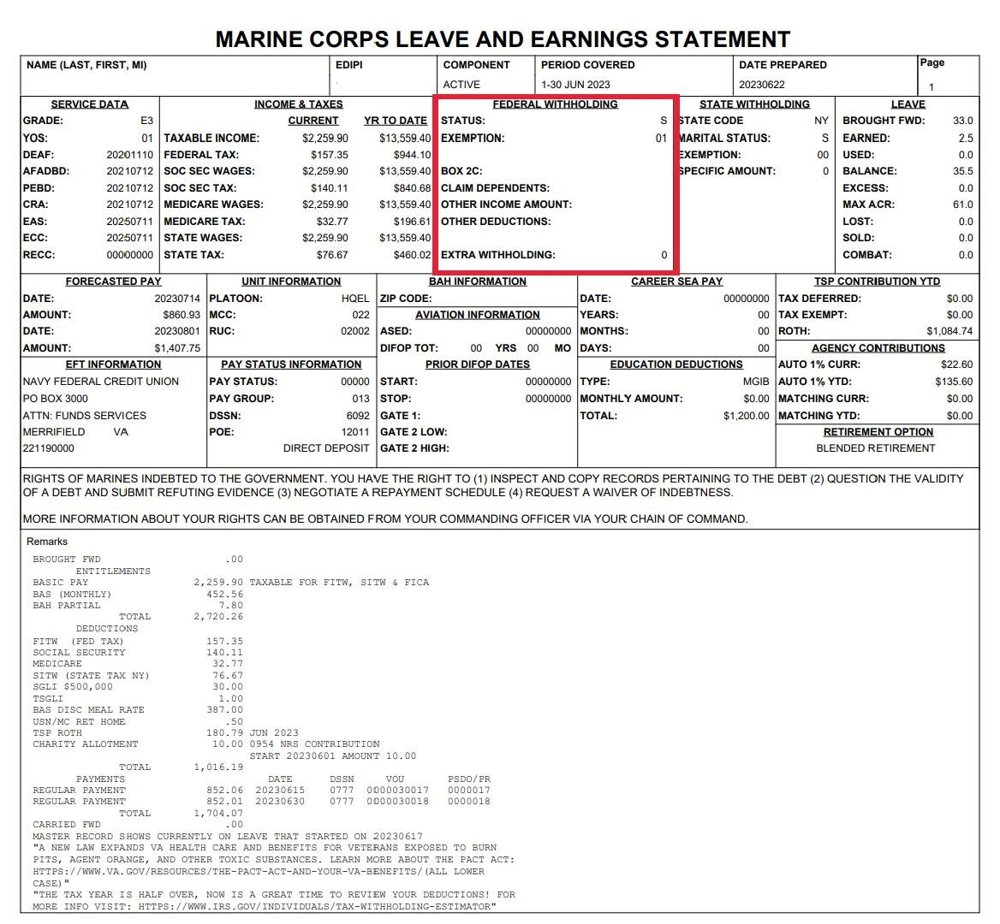 MARINE CORPS LEAVE AND EARNINGS STATEMENT
NAME (LAST, FIRST, MI) EDIPI COMPONENT PERIOD COVERED DATE PREPARED Page
ACTIVE 1-30 JUN 2023 20230622 1
SERVICE DATA INCOME & TAXES FEDERAL WITHHOLDING STATE WITHHOLDING LEAVE
GRADE: E3 CURRENT YR TO DATE STATUS: S STATE CODE NY BROUGHT FWD: 33.0
YOS: 01 TAXABLE INCOME: $2,259.90 $13,559.40 EXEMPTION: 01 MARITAL STATUS: S EARNED: 2.5
DEAF: 20201110 FEDERAL TAX: $157.35 $944.10 EXEMPTION: 00 USED: 0.0
AFADBD: 20210712 SOC SEC WAGES: $2,259.90 $13,559.40 BOX 2C: SPECIFIC AMOUNT: 0 BALANCE: 35.5
PEBD: 20210712 SOC SEC TAX: $140.11 $840.68 CLAIM DEPENDENTS: EXCESS: 0.0
CRA: 20210712 MEDICARE WAGES: $2,259.90 $13,559.40 OTHER INCOME AMOUNT: MAX ACR: 61.0
EAS: 20250711 MEDICARE TAX: $32.77 $196.61 OTHER DEDUCTIONS: LOST: 0.0
ECC: 20250711 STATE WAGES: $2,259.90 $13,559.40 SOLD: 0.0
RECC: 00000000 STATE TAX: $76.67 $460.02 EXTRA WITHHOLDING: 0 COMBAT: 0.0
FORECASTED PAY UNIT INFORMATION BAH INFORMATION CAREER SEA PAY TSP CONTRIBUTION YTD
DATE: 20230714 PLATOON: HQEL ZIP CODE: DATE: 00000000 TAX DEFERRED: $0.00
AMOUNT: $860.93 MCC: 022 AVIATION INFORMATION YEARS: 00 TAX EXEMPT: $0.00
DATE: 20230801 RUC: 02002 ASED: 00000000 MONTHS: 00 ROTH: $1,084.74
AMOUNT: $1,407.75 DIFOP TOT: 00 YRS 00 MO DAYS: 00 AGENCY CONTRIBUTIONS
EFT INFORMATION PAY STATUS INFORMATION PRIOR DIFOP DATES EDUCATION DEDUCTIONS AUTO 1% CURR: $22.60
NAVY FEDERAL CREDIT UNION PAY STATUS: 00000 START: 00000000 TYPE: MGIB AUTO 1% YTD: $135.60
PO BOX 3000 PAY GROUP: 013 STOP: 00000000 MONTHLY AMOUNT: $0.00 MATCHING CURR: $0.00
ATTN: FUNDS SERVICES DSSN: 6092 GATE 1: TOTAL: $1,200.00 MATCHING YTD: $0.00
MERRIFIELD VA POE: 12011 GATE 2 LOW: RETIREMENT OPTION
221190000 DIRECT DEPOSIT GATE 2 HIGH: BLENDED RETIREMENT
RIGHTS OF MARINES INDEBTED TO THE GOVERNMENT. YOU HAVE THE RIGHT TO (1) INSPECT AND COPY RECORDS PERTAINING TO THE DEBT (2) QUESTION THE VALIDITY
OF A DEBT AND SUBMIT REFUTING EVIDENCE (3) NEGOTIATE A REPAYMENT SCHEDULE (4) REQUEST A WAIVER OF INDEBTNESS.
MORE INFORMATION ABOUT YOUR RIGHTS CAN BE OBTAINED FROM YOUR COMMANDING OFFICER VIA YOUR CHAIN OF COMMAND.
Remarks
BROUGHT FWD .00
ENTITLEMENTS
BASIC PAY 2,259.90 TAXABLE FOR FITW, SITW & FICA
BAS (MONTHLY) 452.56
BAH PARTIAL 7.80
TOTAL 2,720.26
DEDUCTIONS
FITW (FED TAX) 157.35
SOCIAL SECURITY 140.11
MEDICARE 32.77
SITW (STATE TAX NY) 76.67
SGLI $500,000 30.00
TSGLI 1.00
BAS DISC MEAL RATE 387.00
USN/MC RET HOME .50
TSP ROTH 180.79 JUN 2023
CHARITY ALLOTMENT 10.00 0954 NRS CONTRIBUTION
START 20230601 AMOUNT 10.00
TOTAL 1,016.19
PAYMENTS DATE DSSN VOU PSDO/PR
REGULAR PAYMENT 852.06 20230615 0777 0000030017 0000017
REGULAR PAYMENT 852.01 20230630 0777 0000030018 0000018
TOTAL 1,704.07
CARRIED FWD .00
MASTER RECORD SHOWS CURRENTLY ON LEAVE THAT STARTED ON 20230617
"A NEW LAW EXPANDS VA HEALTH CARE AND BENEFITS FOR VETERANS EXPOSED TO BURN
PITS, AGENT ORANGE, AND OTHER TOXIC SUBSTANCES. LEARN MORE ABOUT THE PACT ACT:
HTTPS://WWW.VA.GOV/RESOURCES/THE-PACT-ACT-AND-YOUR-VA-BENEFITS/(ALL LOWER
CASE)"
"THE TAX YEAR IS HALF OVER, NOW IS A GREAT TIME TO REVIEW YOUR DEDUCTIONS! FOR
MORE INFO VISIT: HTTPS://WWW.IRS.GOV/INDIVIDUALS/TAX-WITHHOLDING-ESTIMATOR"